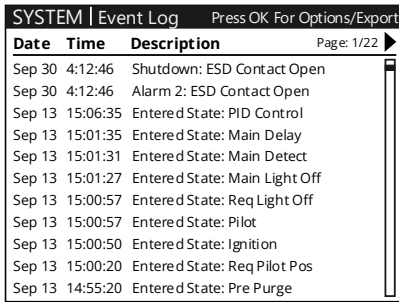 SYSTEM | Event Log Press OK For Options/Export
Date Time Description Page: 1/22
Sep 30 4:12:46 Shutdown: ESD Contact Open
Sep 30 4:12:46 Alarm 2: ESD Contact Open
Sep 13 15:06:35 Entered State: PID Control
Sep 13 15:01:35 Entered State: Main Delay
Sep 13 15:01:31 Entered State: Main Detect
Sep 13 15:01:27 Entered State: Main Light Off
Sep 13 15:00:57 Entered State: Req Light Off
Sep 13 15:00:57 Entered State: Pilot
Sep 13 15:00:50 Entered State: Ignition
Sep 13 15:00:20 Entered State: Req Pilot Pos
Sep 13 14:55:20 Entered State: Pre Purge